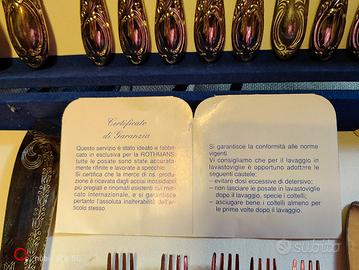 Certificato
di Garanzia
Questo servizio è stato ideato e fabbri-
cato in esclusiva per la ROTHMANS,
tutte le posate sono state accurata-
mente rifinite e lavorate a specchio.
Si certifica che la merce di ns. produ-
zione è ricavata dagli acciai inossidabili
più pregiati e rinomati esistenti sul mer-
cato internazionale, e si garantisce
pertanto l'assoluta inalterabilità dell'ar-
ticolo stesso.
Si garantisce la conformità alle norme
vigenti.
Vi consigliamo che per il lavaggio in
lavastoviglie è opportuno adottare le
seguenti cautele:
– evitare dosi eccessive di detersivo;
– non lasciare le posate in lavastoviglie
dopo il lavaggio, specie i coltelli;
– asciugare bene i coltelli almeno per
le prime volte dopo il lavaggio.
subito